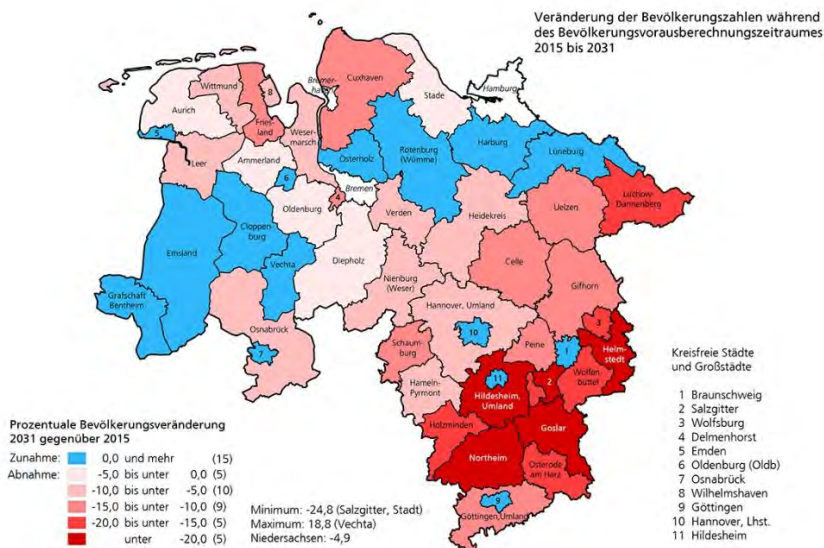 Veränderung der Bevölkerungszahlen während
des Bevölkerungsvorausberechnungszeitraumes
2015 bis 2031
Cuxhaven
Bremer-
haven
Stade
Hamburg
Wittmund
8
Aurich
Fries-
land
Weser-
marsch
5
Leer
Ammerland
6
Osterholz
Rotenburg
(Wümme)
Harburg
Lüneburg
Lüchow-
Dannenberg
Oldenburg
4
Bremen
Verden
Heidekreis
Uelzen
Emsland
Cloppen-
burg
Vechta
Diepholz
Nienburg
(Weser)
Celle
Gifhorn
Grafschaft
Bentheim
Osnabrück
7
Hannover, Umland
10
Schaum-
burg
Peine
1
3
Helm-
stedt
Hameln-
Pyrmont
11
Hildesheim,
Umland
2
Wolfen-
büttel
Holzminden
Goslar
Northeim
Osterode
am Harz
9
Göttingen,Umland
Kreisfreie Städte
und Großstädte
1 Braunschweig
2 Salzgitter
3 Wolfsburg
4 Delmenhorst
5 Emden
6 Oldenburg (Oldb)
7 Osnabrück
8 Wilhelmshaven
9 Göttingen
10 Hannover, Lhst.
11 Hildesheim
Prozentuale Bevölkerungsveränderung
2031 gegenüber 2015
Zunahme: 0,0 und mehr (15)
Abnahme: -5,0 bis unter 0,0 (5)
-10,0 bis unter -5,0 (10)
-15,0 bis unter -10,0 (9)
-20,0 bis unter -15,0 (5)
unter -20,0 (5)
Minimum: -24,8 (Salzgitter, Stadt)
Maximum: 18,8 (Vechta)
Niedersachsen: -4,9